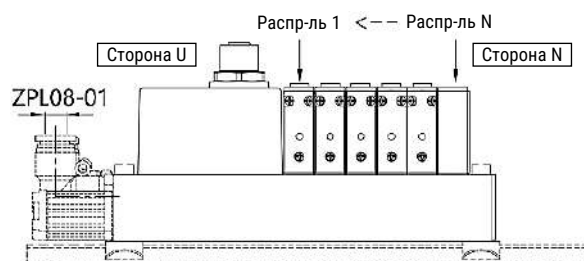 Распр-ль 1 <-- Распр-ль N
Сторона U
Сторона N
ZPL08-01